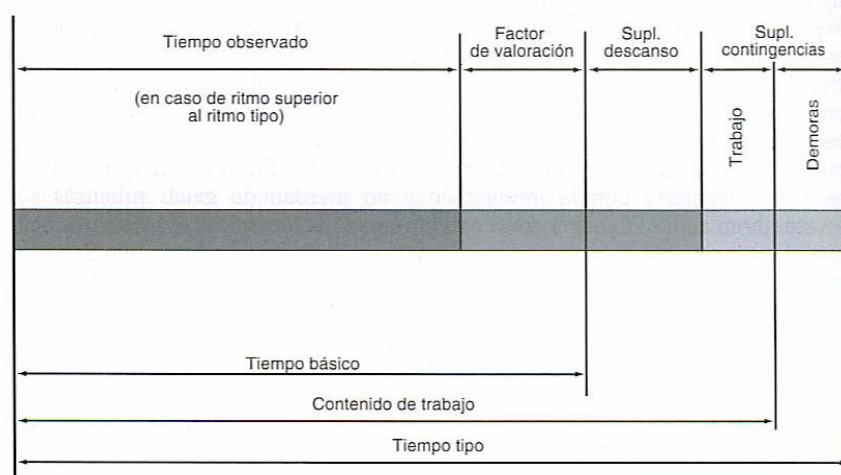 Tiempo observado
Factor
de valoración
Supl.
descanso
Supl.
contingencias
(en caso de ritmo superior
al ritmo tipo)
Trabajo
Demoras
Tiempo básico
Contenido de trabajo
Tiempo tipo